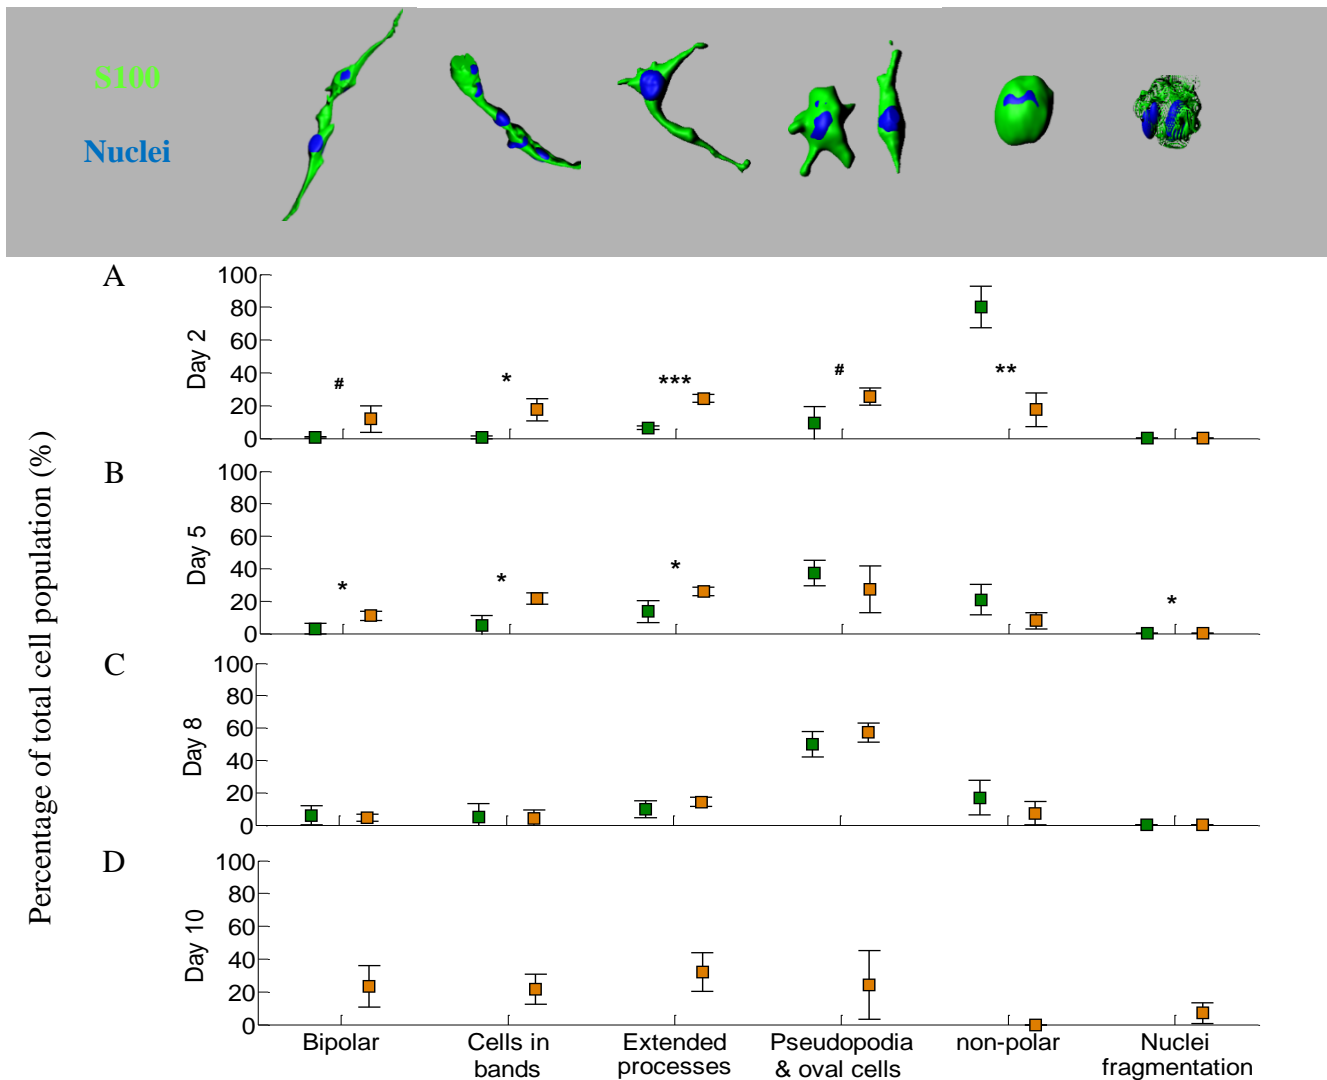 S100
Nuclei
Percentage of total cell population (%)
A
Day 2
100
80
60
40
20
0
#
*
***
#
**
B
Day 5
100
80
60
40
20
0
*
*
*
*
C
Day 8
100
80
60
40
20
0
D
Day 10
100
80
60
40
20
0
Bipolar
Cells in
bands
Extended
processes
Pseudopodia
& oval cells
non-polar
Nuclei
fragmentation